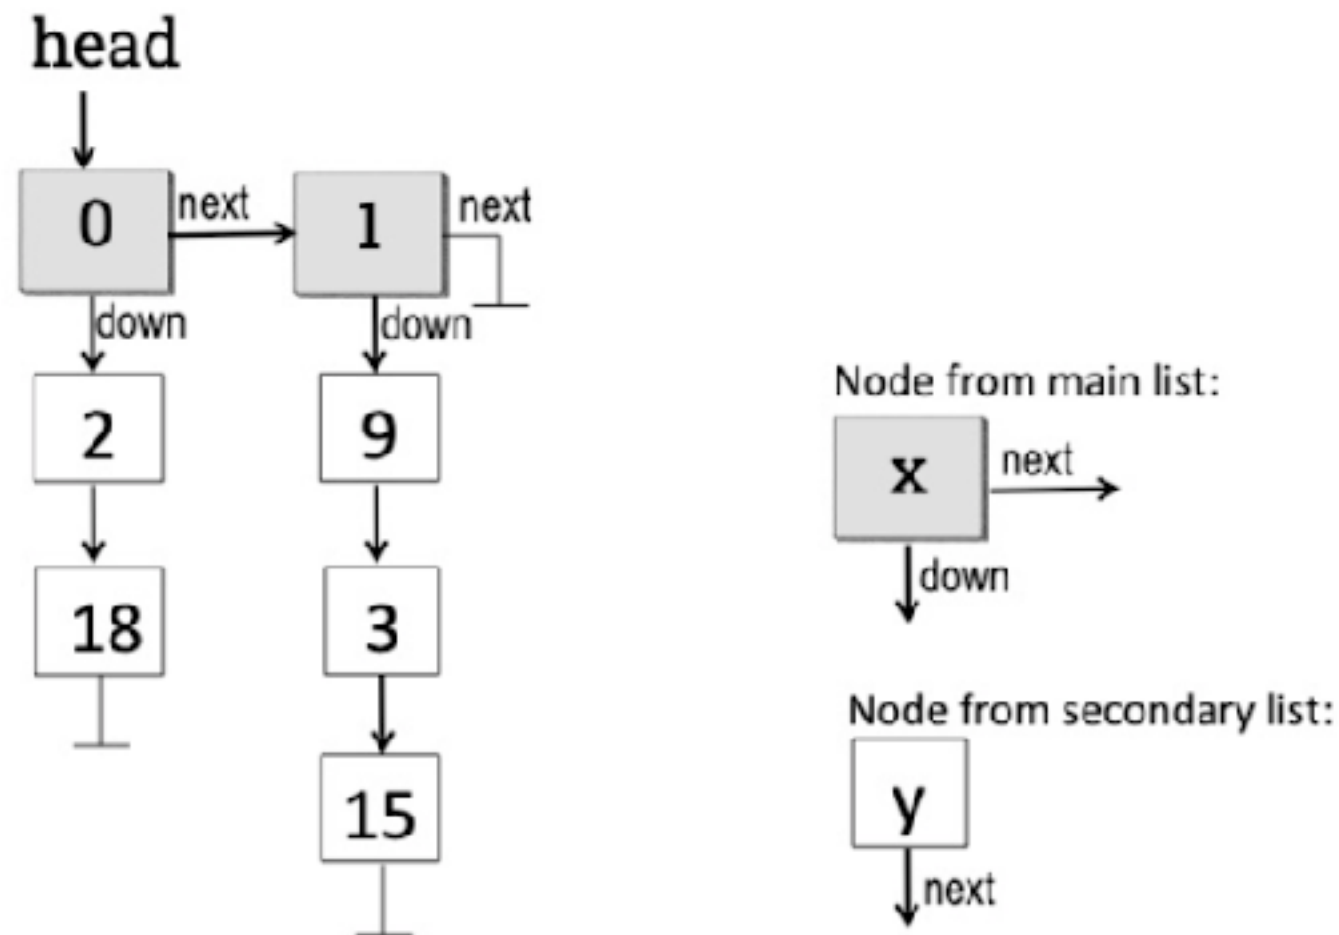 head
0 next 1 next
down down
2 9
18 3
15
Node from main list:
x next
down
Node from secondary list:
y
next